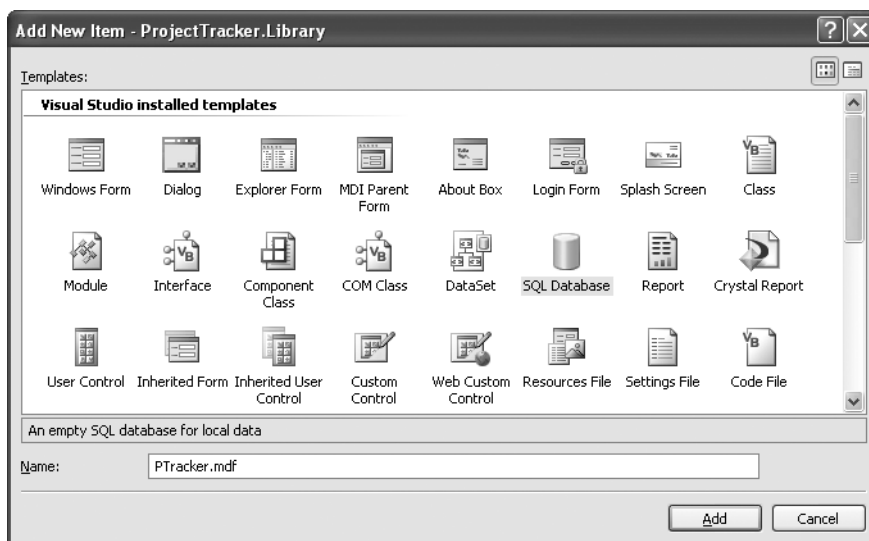 Add New Item - ProjectTracker.Library
Templates:
Visual Studio installed templates
Windows Form
Dialog
Explorer Form
MDI Parent Form
About Box
Login Form
Splash Screen
Class
Module
Interface
Component Class
COM Class
DataSet
SQL Database
Report
Crystal Report
User Control
Inherited Form
Inherited User Control
Custom Control
Web Custom Control
Resources File
Settings File
Code File
An empty SQL database for local data
Name:
PTracker.mdf
Add
Cancel